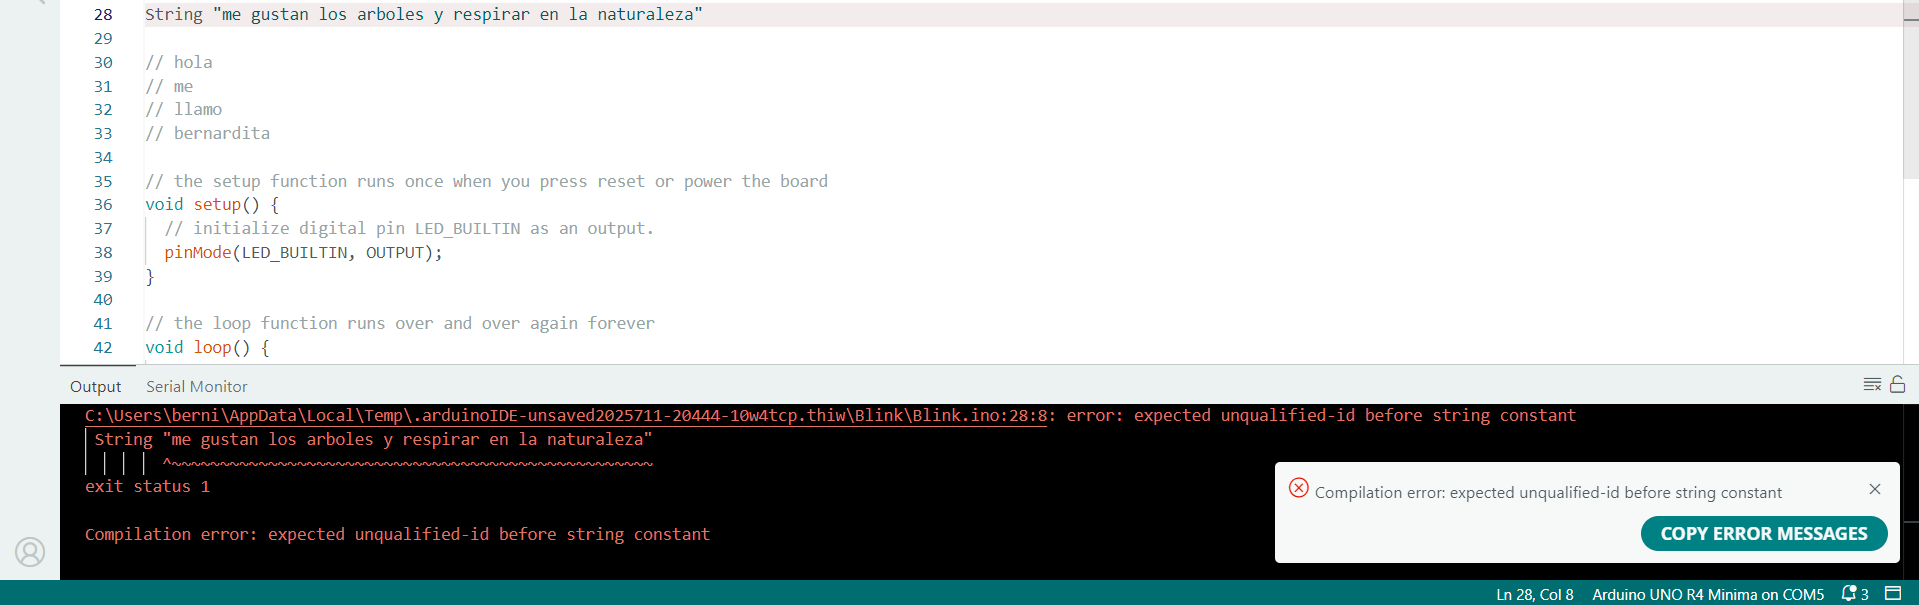 28 String "me gustan los arboles y respirar en la naturaleza"
29
30 // hola
31 // me
32 // llamo
33 // bernardita
34
35 // the setup function runs once when you press reset or power the board
36 void setup() {
37 // initialize digital pin LED_BUILTIN as an output.
38 pinMode(LED_BUILTIN, OUTPUT);
39 }
40
41 // the loop function runs over and over again forever
42 void loop() {
Output Serial Monitor
C:\Users\berni\AppData\Local\Temp\.arduinoIDE-unsaved2025711-20444-10w4tcp.thiw\Blink\Blink.ino:28:8: error: expected unqualified-id before string constant
String "me gustan los arboles y respirar en la naturaleza"
^~~~~~~~~~~~~~~~~~~~~~~~~~~~~~~~~~~~~~~~~~~~~~~~~~~
exit status 1
Compilation error: expected unqualified-id before string constant
Compilation error: expected unqualified-id before string constant
COPY ERROR MESSAGES
Ln 28, Col 8 Arduino UNO R4 Minima on COM5 3